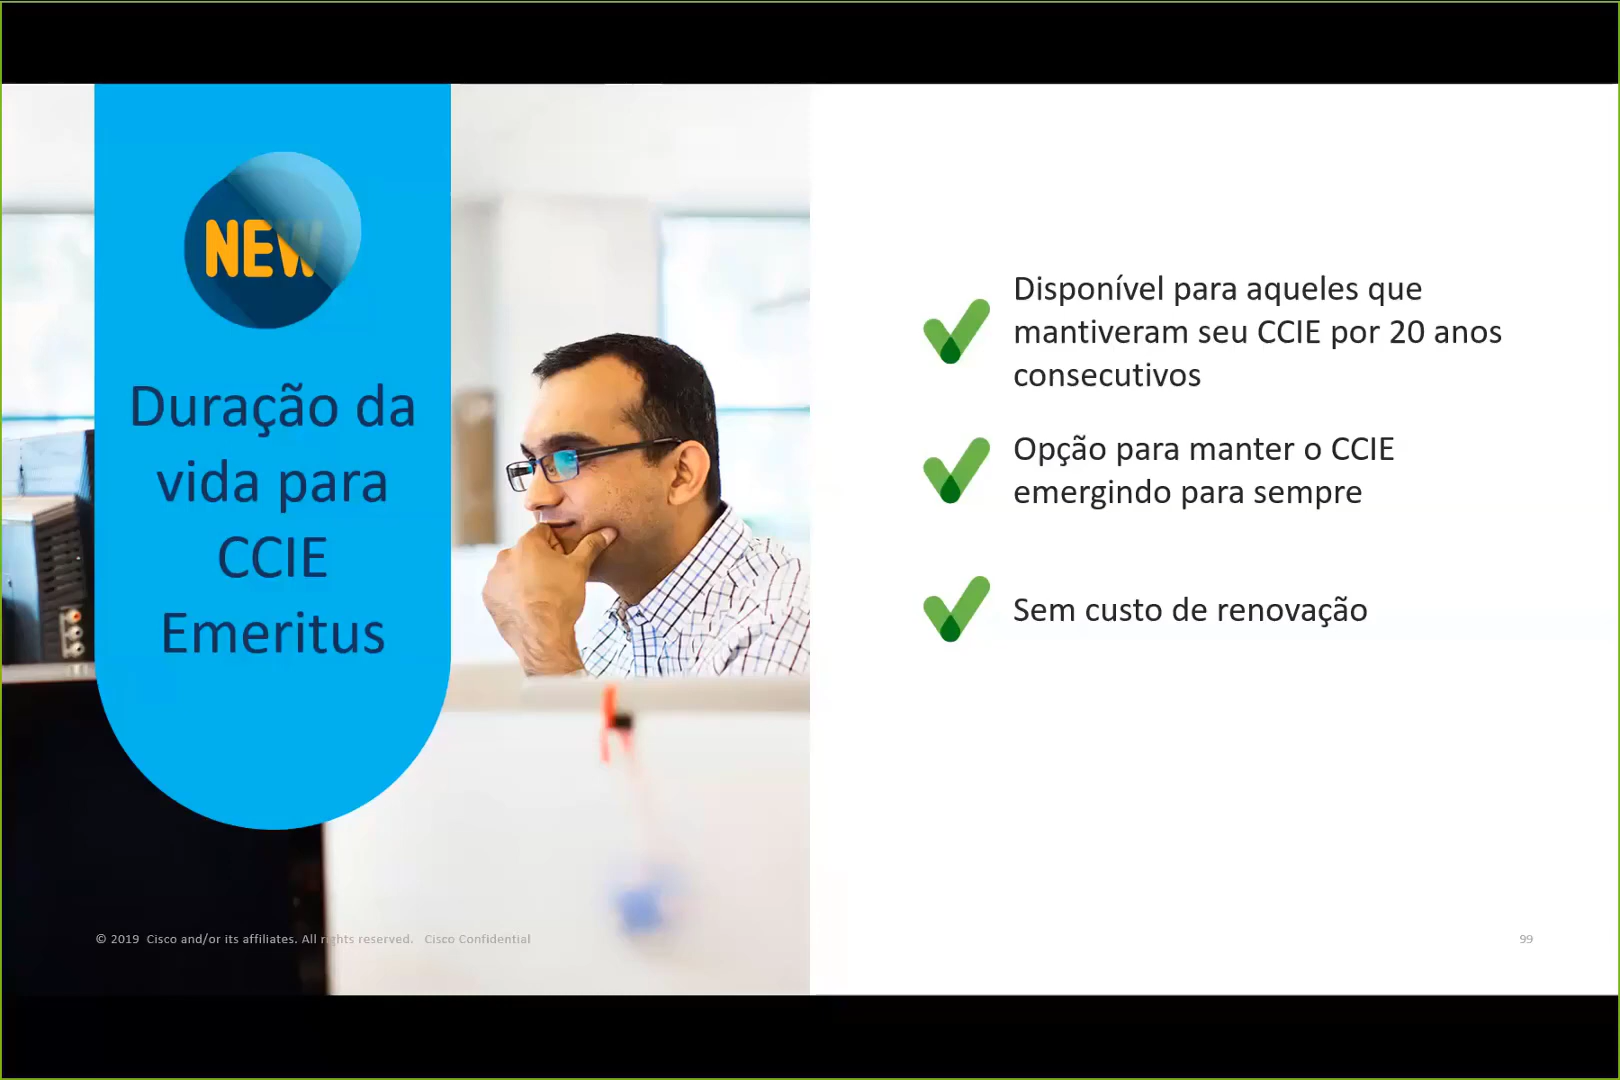 NEW
Duração da
vida para
CCIE
Emeritus
Disponível para aqueles que
mantiveram seu CCIE por 20 anos
consecutivos
Opção para manter o CCIE
emergindo para sempre
Sem custo de renovação
© 2019 Cisco and/or its affiliates. All rights reserved. Cisco Confidential
99